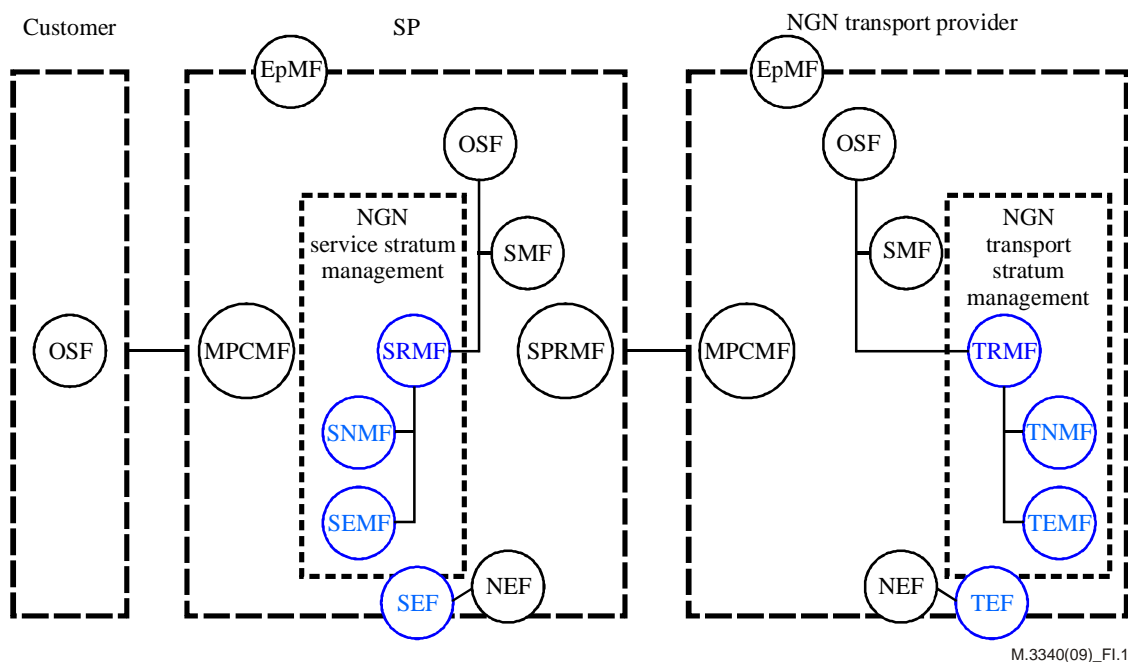 Customer
SP
NGN transport provider
EpMF
EpMF
OSF
OSF
NGN
service stratum
management
SMF
SMF
NGN
transport
stratum
management
OSF
MPCMF
SRMF
SPRMF
MPCMF
TRMF
SNMF
TNMF
SEMF
TEMF
SEF
NEF
NEF
TEF
M.3340(09)_FI.1